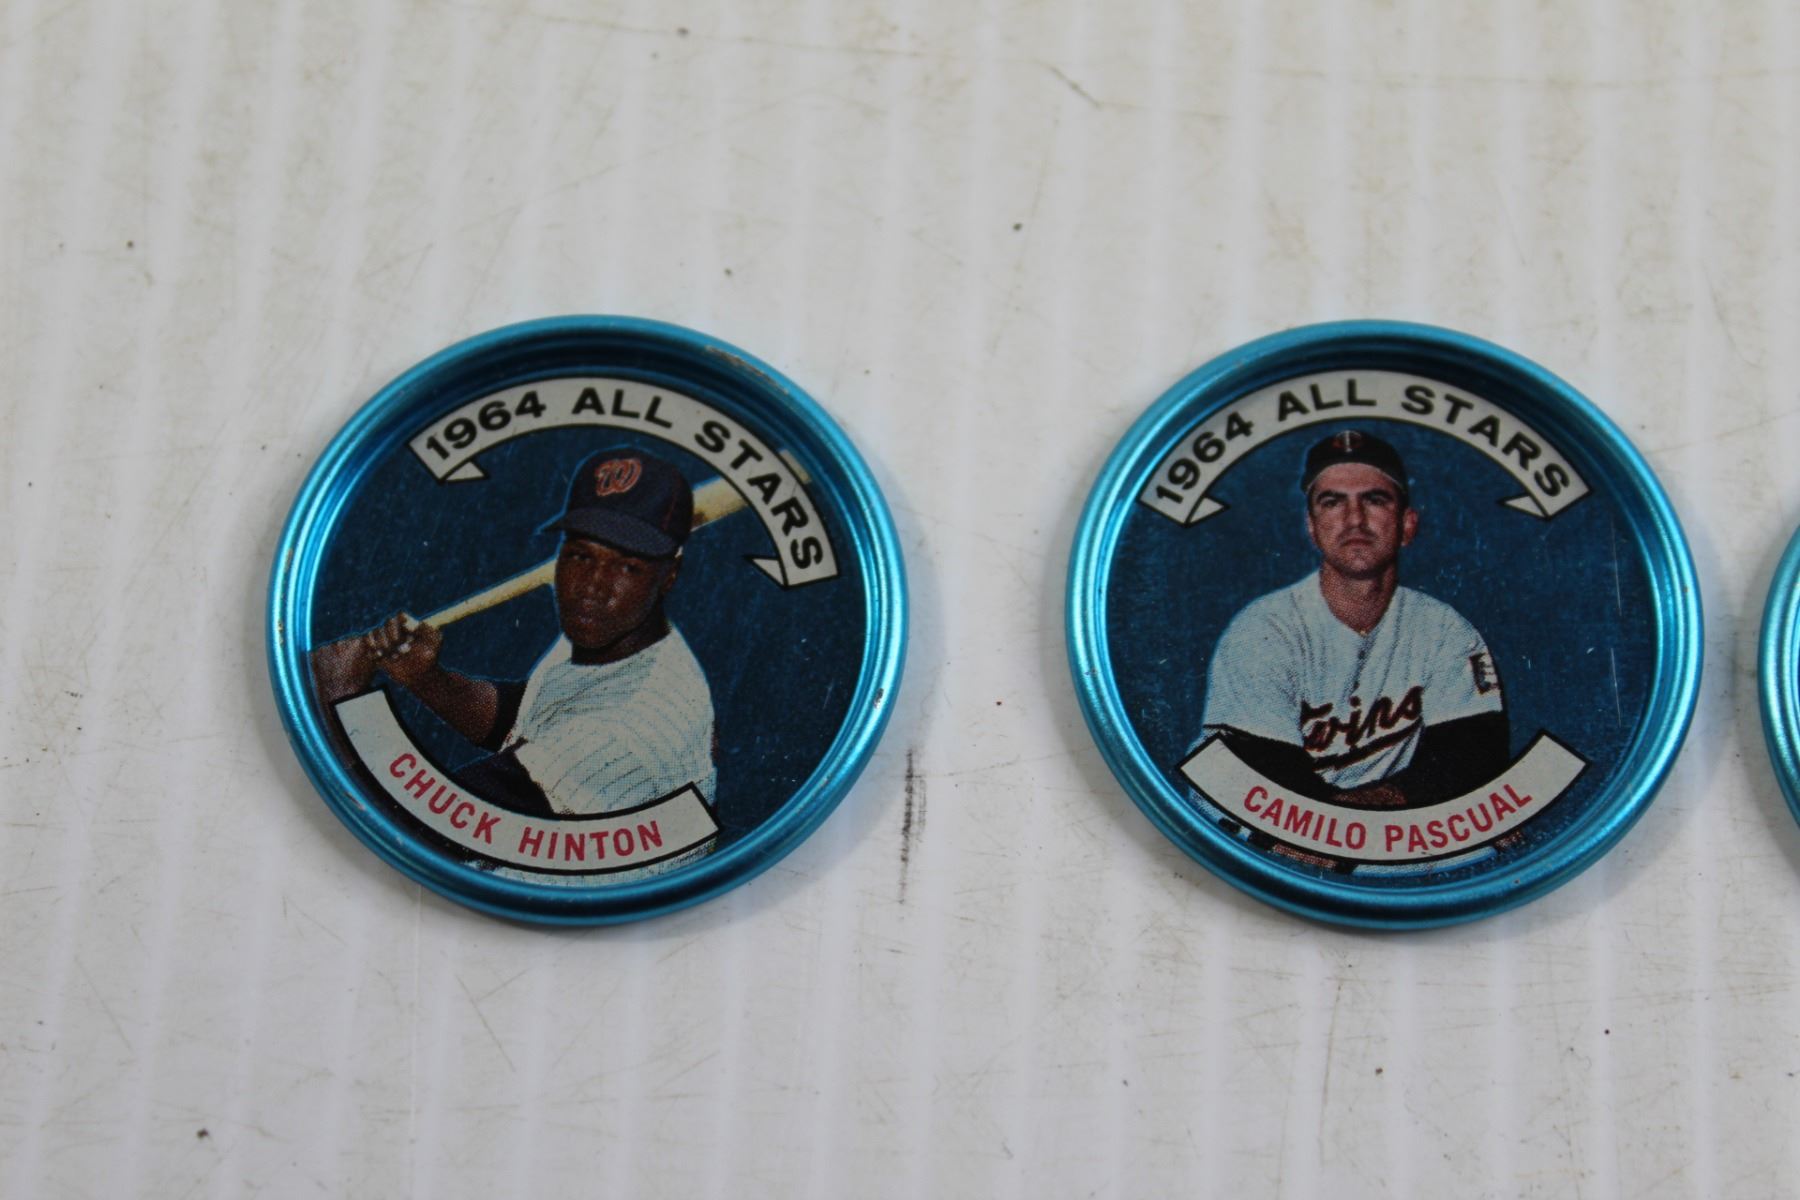 1964 ALL STARS
W
CHUCK HINTON
1964 ALL STARS
Twins
CAMILO PASCUAL